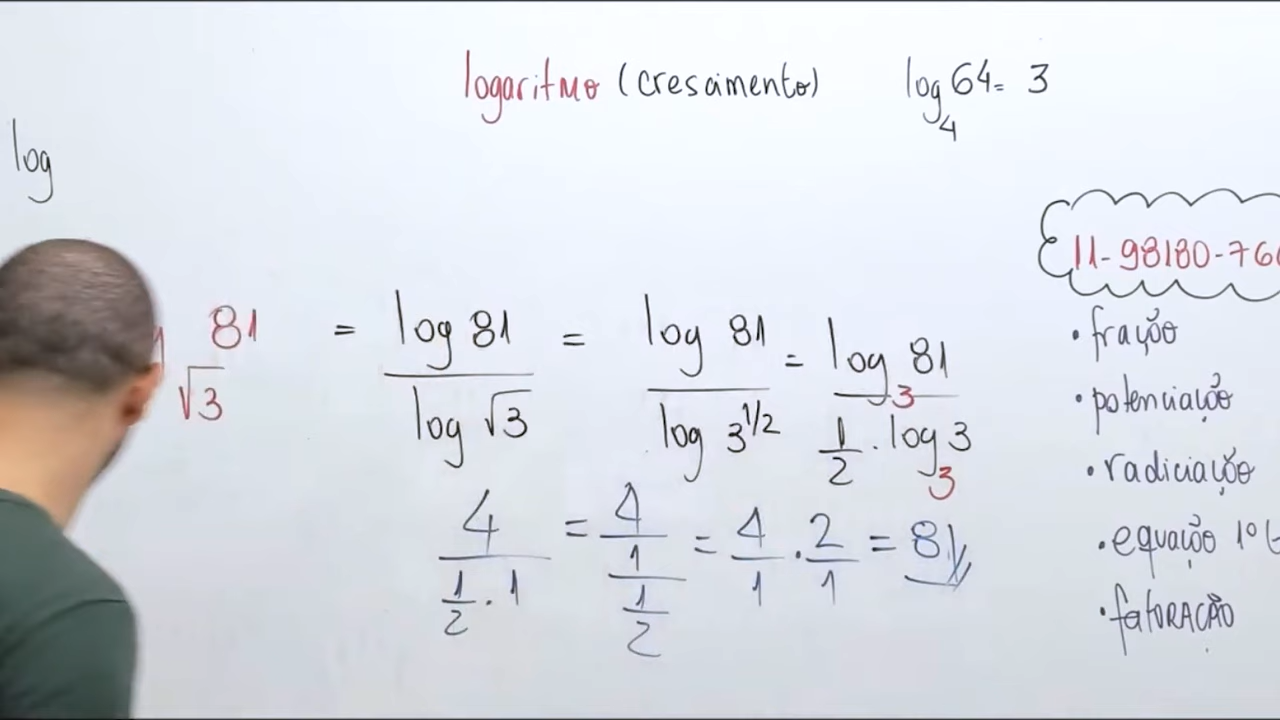 logaritmo (crescimento) log₄ 64 = 3
log
81 = log 81 = log 81 = log₃ 81
√3 log √3 log 3^1/2 1/2 . log₃ 3
4 = 4 = 4 . 2 = 8
1/2 . 1 1 1 1
1/2
11-98180-76
• fração
• potenciação
• radiciação
• equação 1º
• fatoração